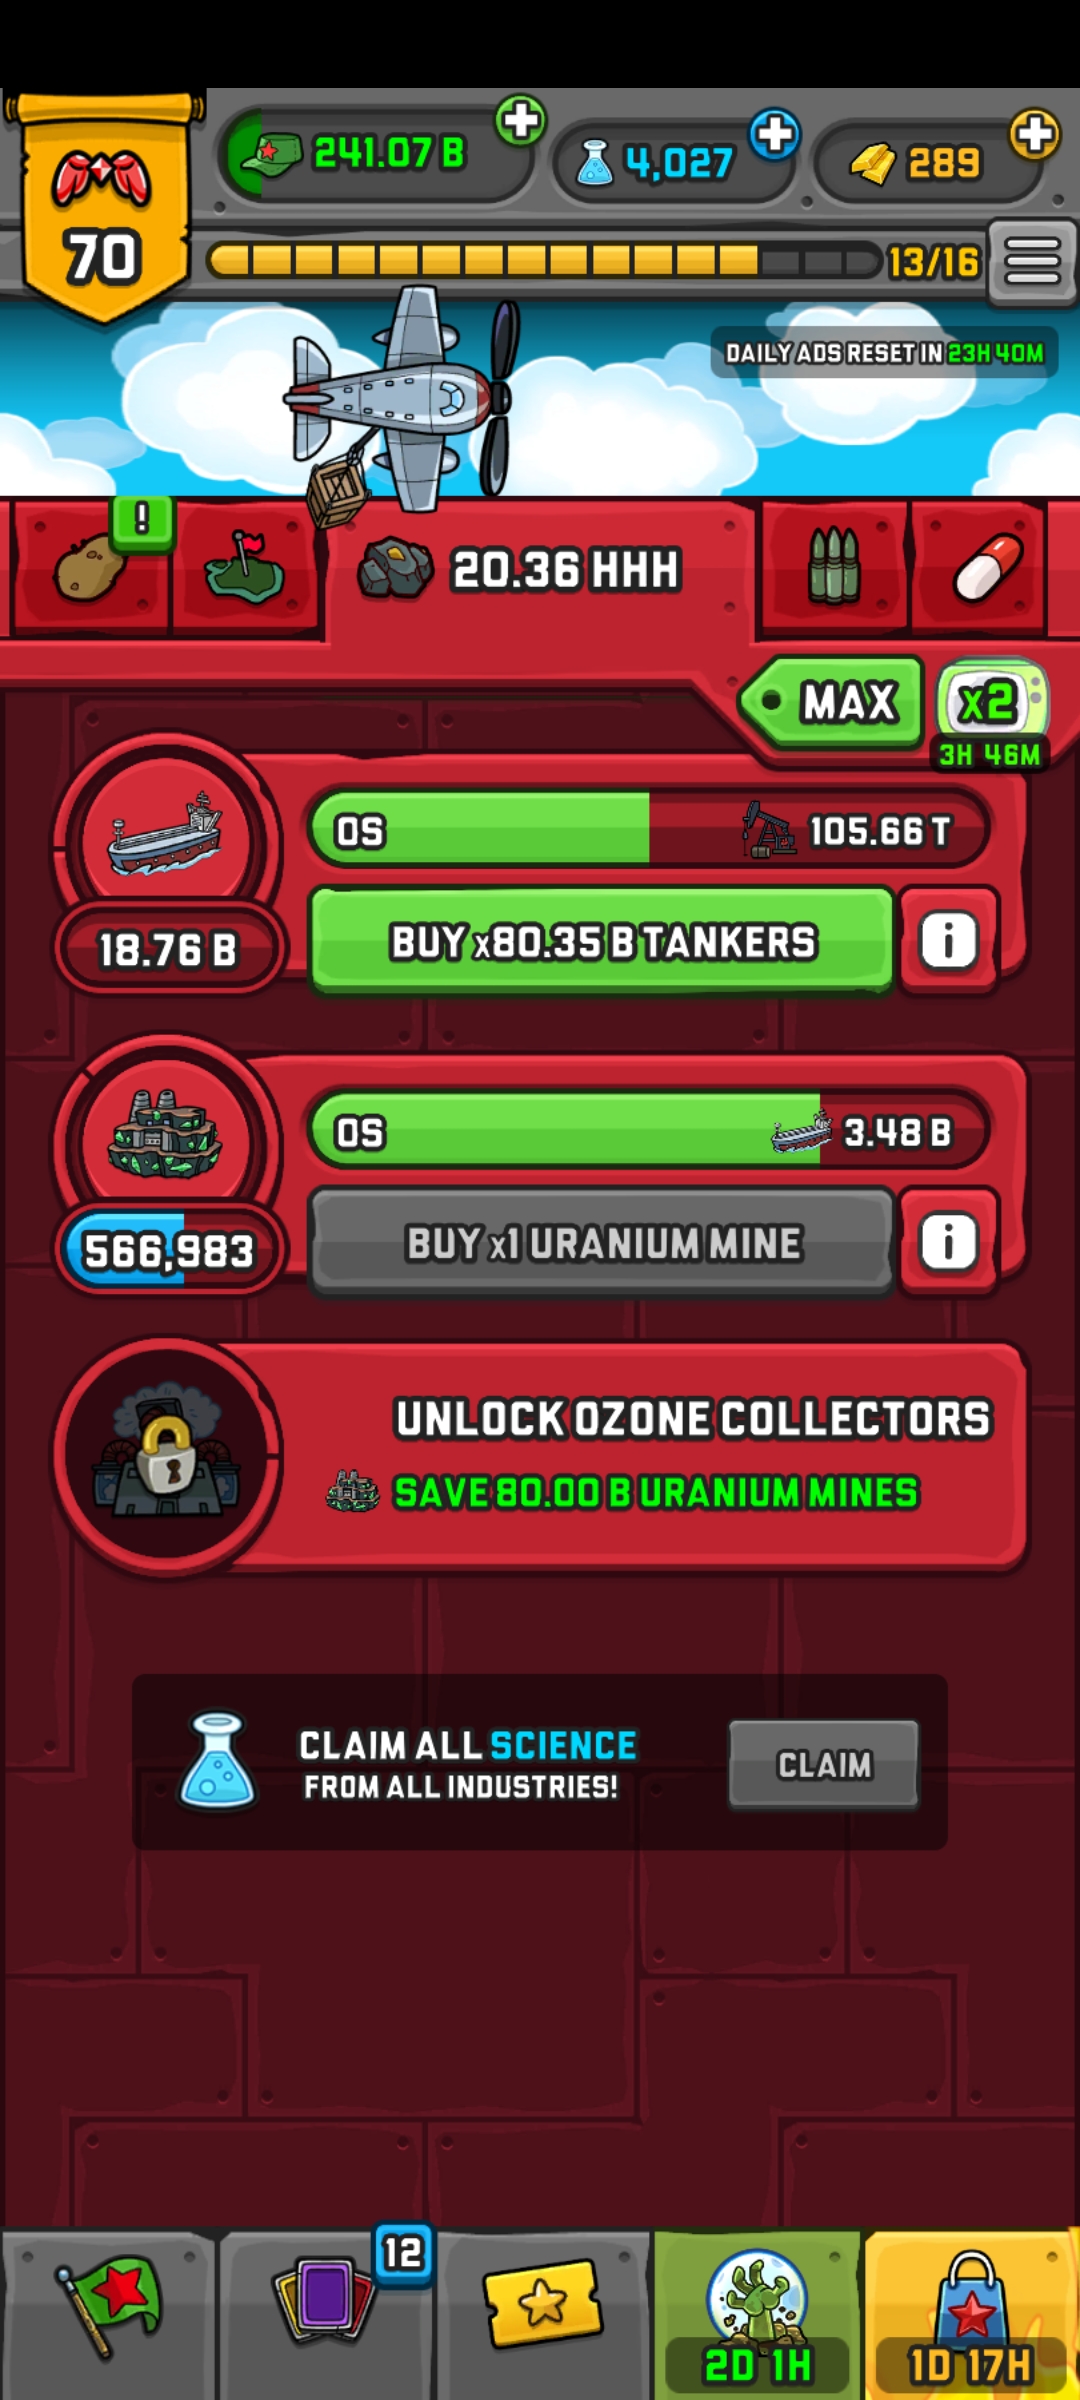 70
241.07 B
4,027
289
13/16
DAILY ADS RESET IN 23H 40M
!
20.36 HHH
MAX
x2
3H 46M
0S
105.66 T
18.76 B
BUY x80.35 B TANKERS
i
0S
3.48 B
566,983
BUY x1 URANIUM MINE
i
UNLOCK OZONE COLLECTORS
SAVE 80.00 B URANIUM MINES
CLAIM ALL SCIENCE
FROM ALL INDUSTRIES!
CLAIM
12
2D 1H
1D 17H